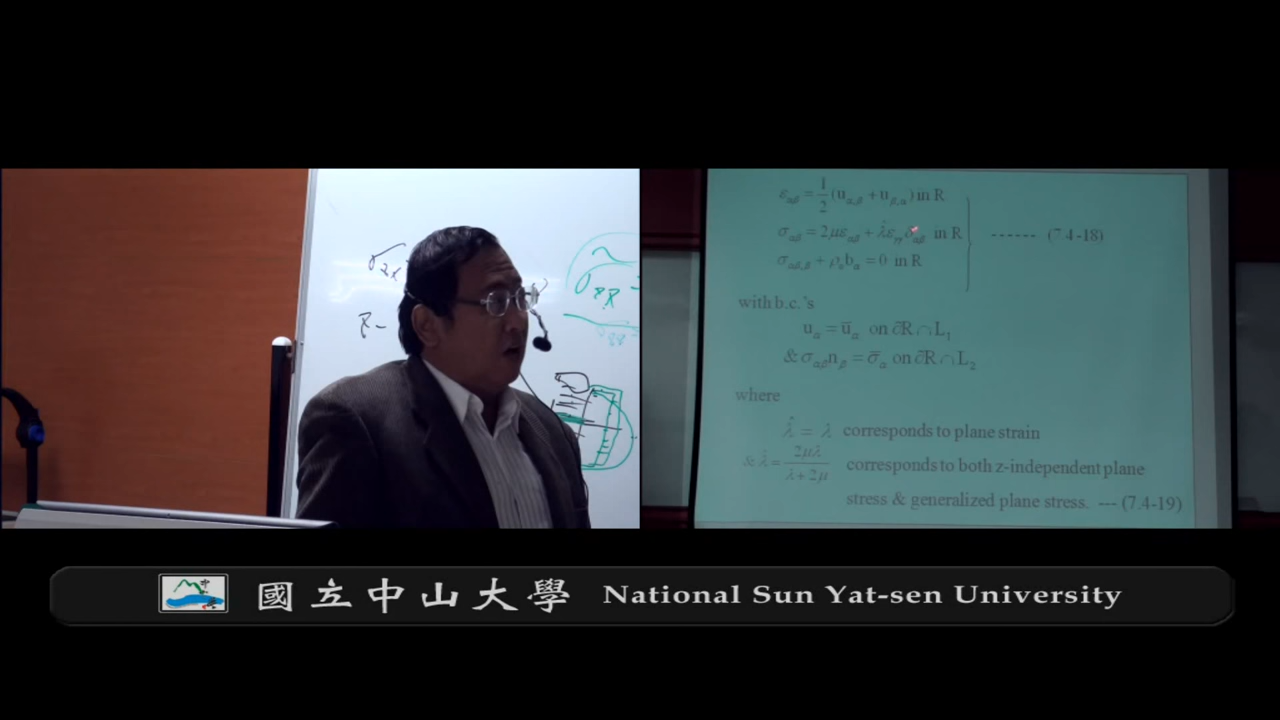 ε_αβ = 1/2 (u_α,β + u_β,α) in R
σ_αβ = 2με_αβ + λ̂ε_γγ δ_αβ in R ------ (7.4-18)
σ_αβ,β + ρ₀b_α = 0 in R
with b.c.'s
u_α = ū_α on ∂R∩L₁
& σ_αβ n_β = σ̄_α on ∂R∩L₂
where
λ̂ = λ corresponds to plane strain
& λ̂ = 2μλ / λ+2μ corresponds to both z-independent plane
stress & generalized plane stress. --- (7.4-19)
國立中山大學 National Sun Yat-sen University